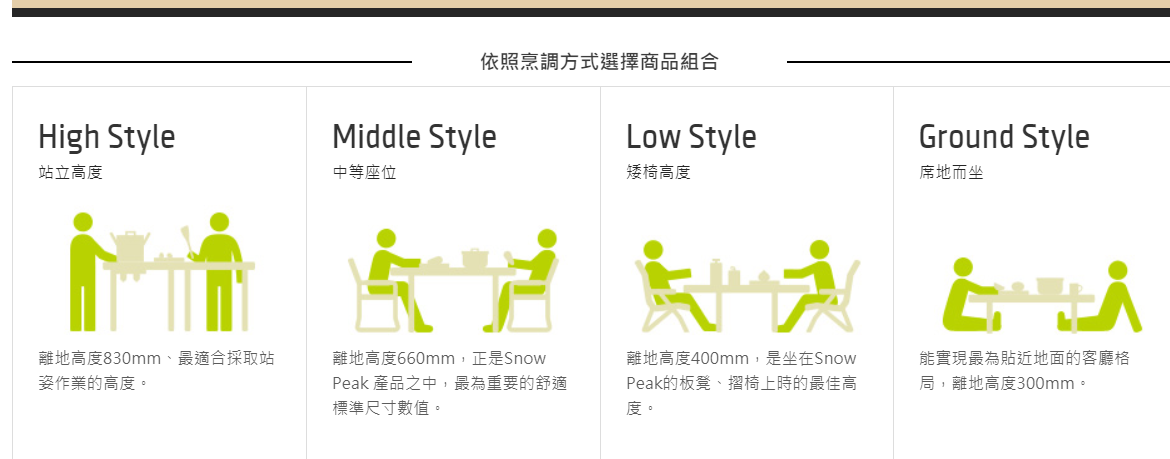 依照烹調方式選擇商品組合
High Style
站立高度
離地高度830mm、最適合採取站
姿作業的高度。
Middle Style
中等座位
離地高度660mm，正是Snow
Peak 產品之中，最為重要的舒適
標準尺寸數值。
Low Style
矮椅高度
離地高度400mm，是坐在Snow
Peak的板凳、摺椅上時的最佳高
度。
Ground Style
席地而坐
能實現最為貼近地面的客廳格
局，離地高度300mm。